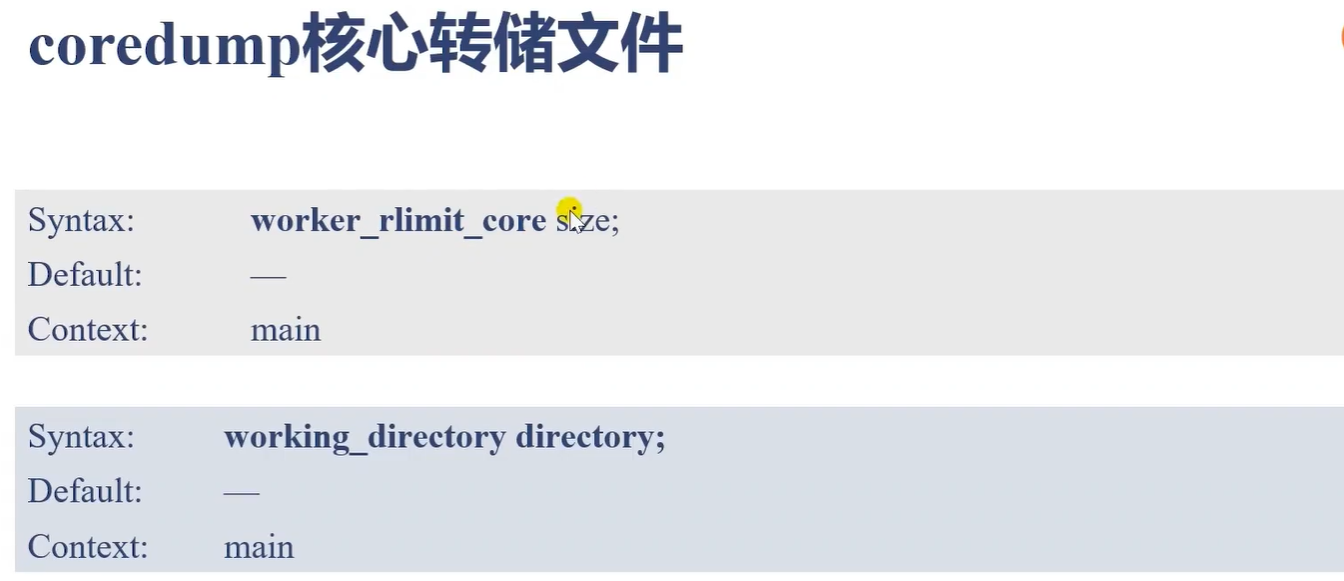 coredump核心转储文件
Syntax: worker_rlimit_core size;
Default: —
Context: main
Syntax: working_directory directory;
Default: —
Context: main